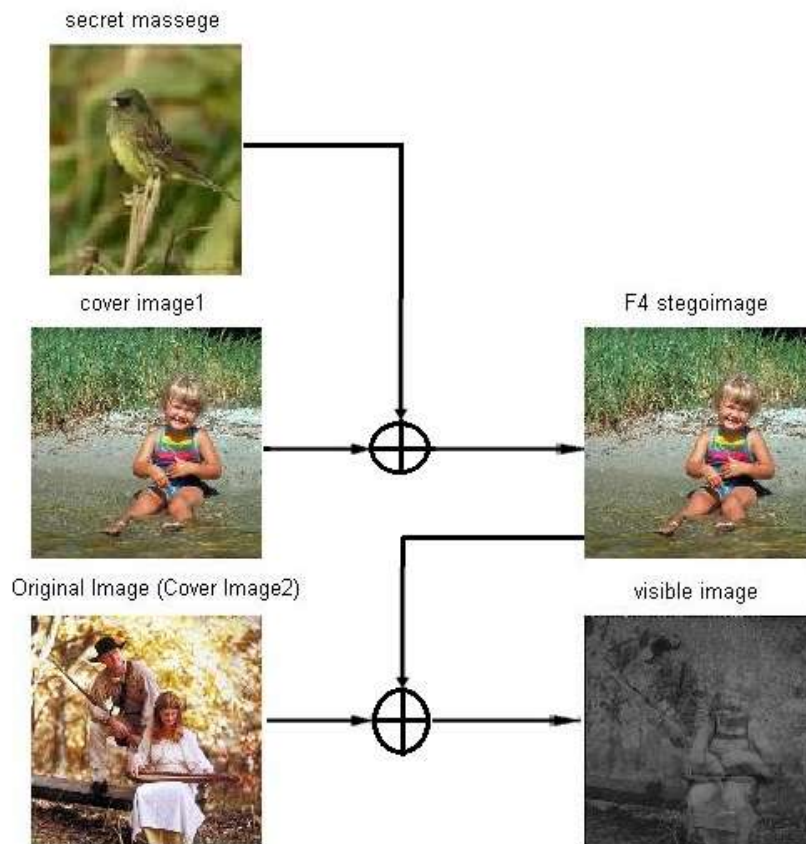 secret massege
cover image1
F4 stegoimage
Original Image (Cover Image2)
visible image